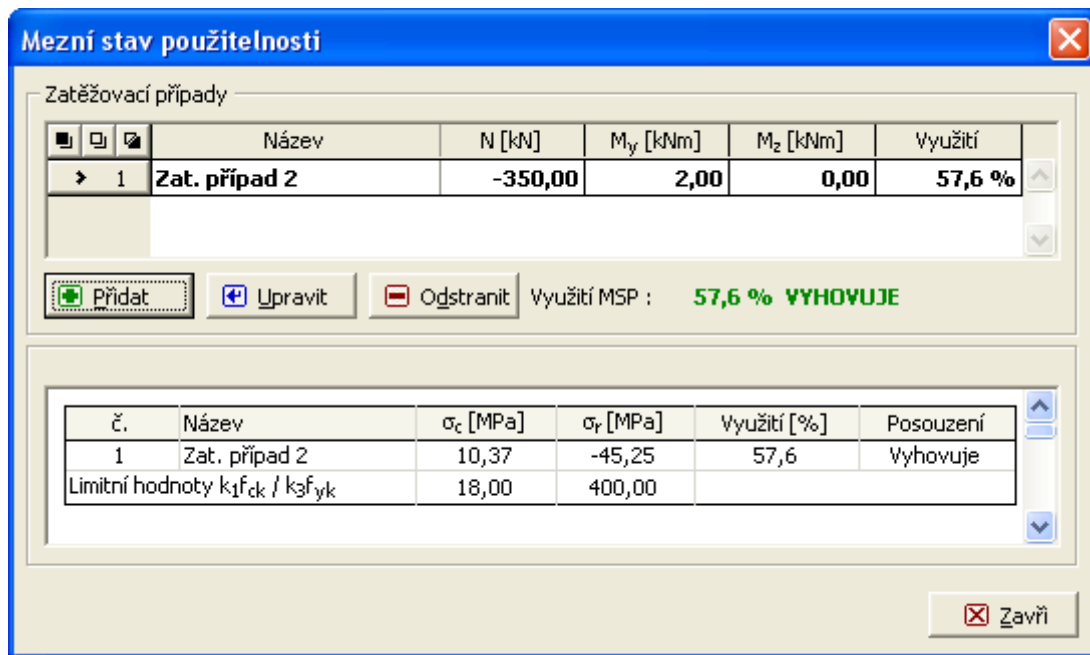 Mezní stav použitelnosti
Zatěžovací případy
Název N [kN] My [kNm] Mz [kNm] Využití
1 Zat. případ 2 -350,00 2,00 0,00 57,6 %
Přidat Upravit Odstranit Využití MSP : 57,6 % VYHOVUJE
č. Název σc [MPa] σr [MPa] Využití [%] Posouzení
1 Zat. případ 2 10,37 -45,25 57,6 Vyhovuje
Limitní hodnoty k1fck / k3fyk 18,00 400,00
Zavři